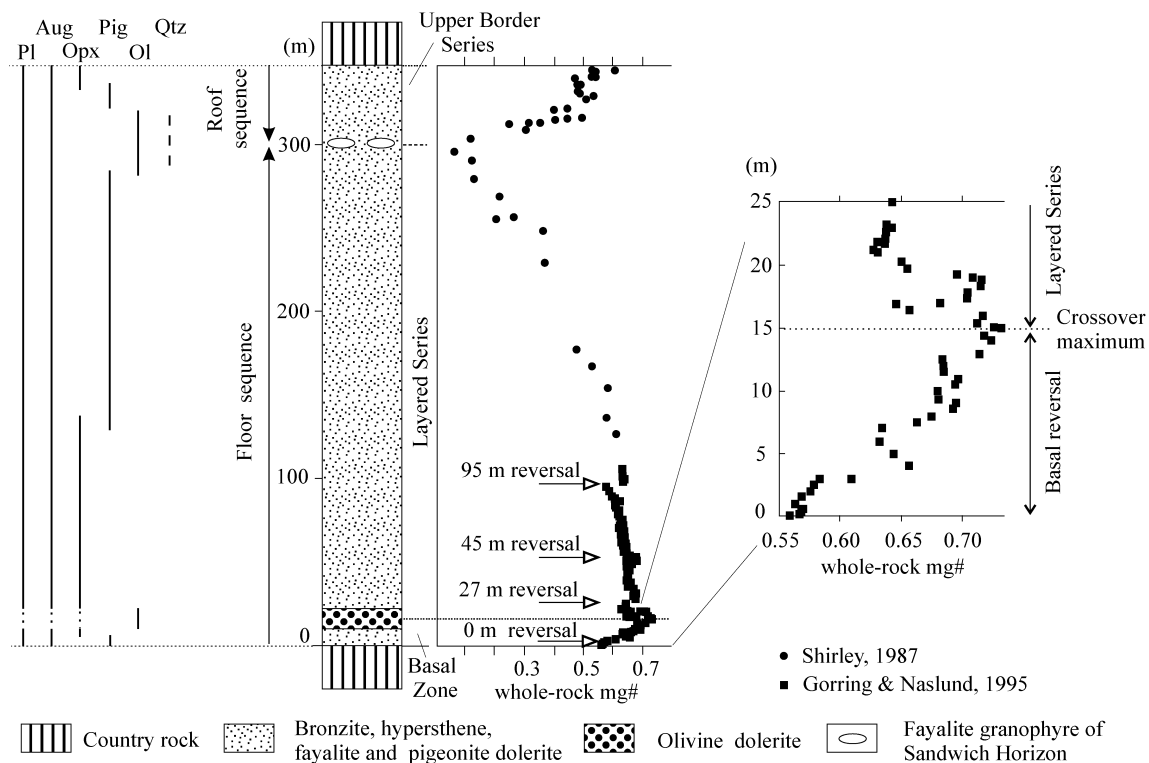 Aug Pig Qtz
Pl Opx Ol
(m)
Upper Border
Series
Roof
sequence
Floor sequence
300
200
100
0
Layered Series
95 m reversal
45 m reversal
27 m reversal
0 m reversal
Basal
Zone
0.3 0.5 0.7
whole-rock mg#
(m)
25
20
15
10
5
0
0.55 0.60 0.65 0.70
whole-rock mg#
Layered Series
Crossover
maximum
Basal reversal
Shirley, 1987
Gorring & Naslund, 1995
Country rock
Bronzite, hypersthene,
fayalite and pigeonite dolerite
Olivine dolerite
Fayalite granophyre of
Sandwich Horizon